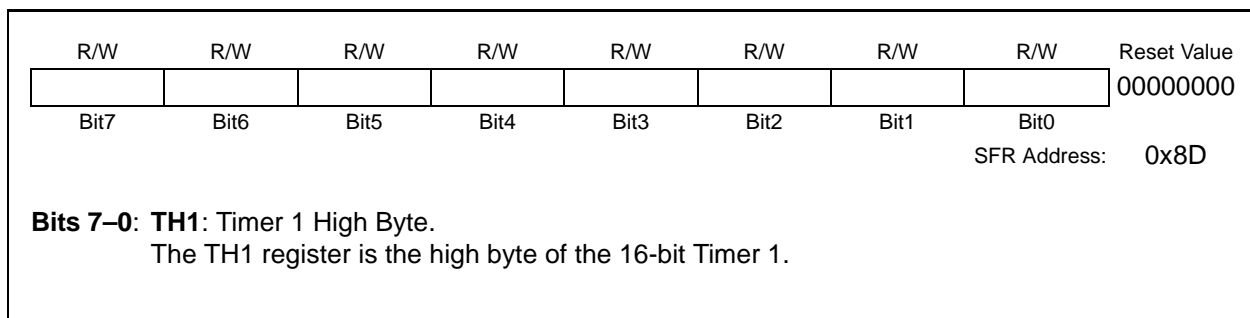 R/W R/W R/W R/W R/W R/W R/W R/W Reset Value
00000000
Bit7 Bit6 Bit5 Bit4 Bit3 Bit2 Bit1 Bit0
SFR Address: 0x8D
Bits 7–0: TH1: Timer 1 High Byte.
The TH1 register is the high byte of the 16-bit Timer 1.